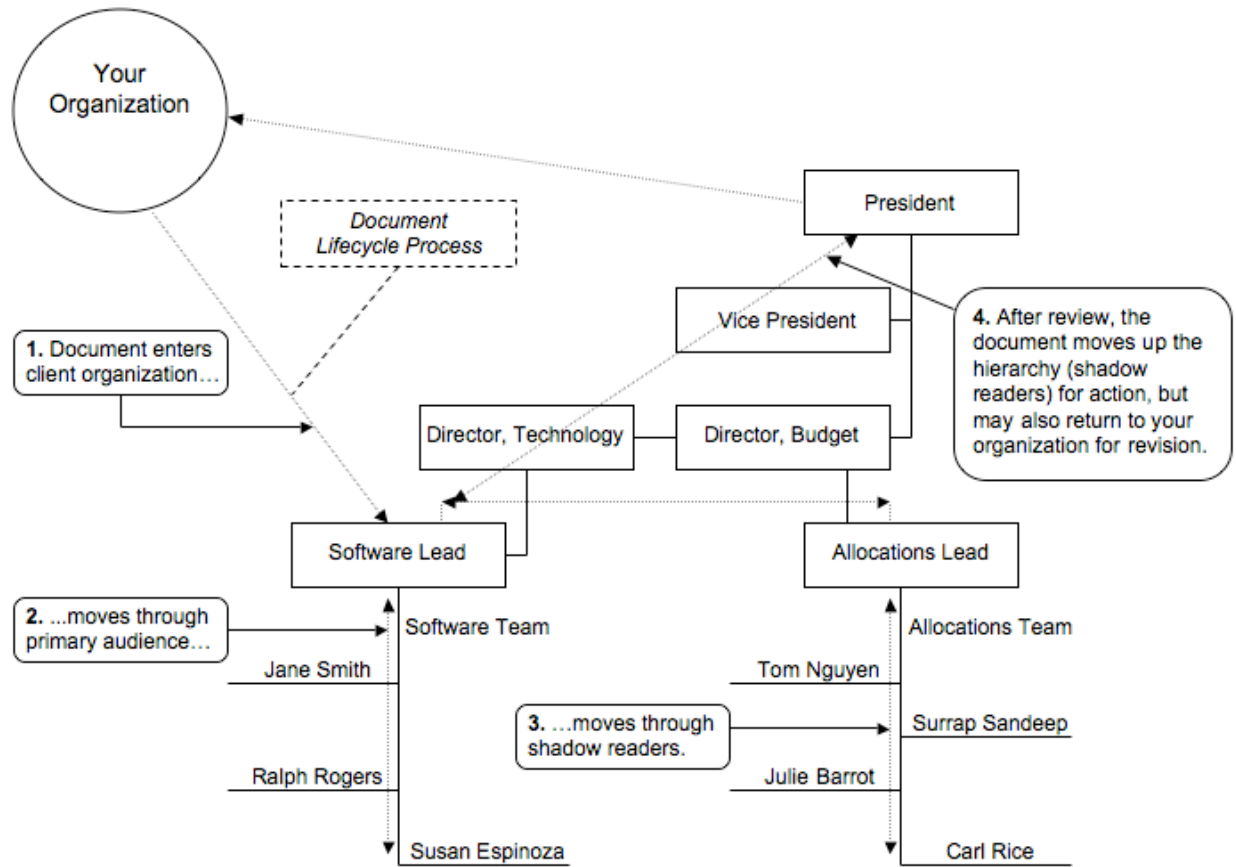 Your
Organization
President
Document
Lifecycle Process
Vice President
1. Document enters
client organization…
4. After review, the
document moves up the
hierarchy (shadow
readers) for action, but
may also return to your
organization for revision.
Director, Technology
Director, Budget
Software Lead
Allocations Lead
2. ...moves through
primary audience…
Software Team
Allocations Team
Jane Smith
Tom Nguyen
3. …moves through
shadow readers.
Surrap Sandeep
Ralph Rogers
Julie Barrot
Susan Espinoza
Carl Rice